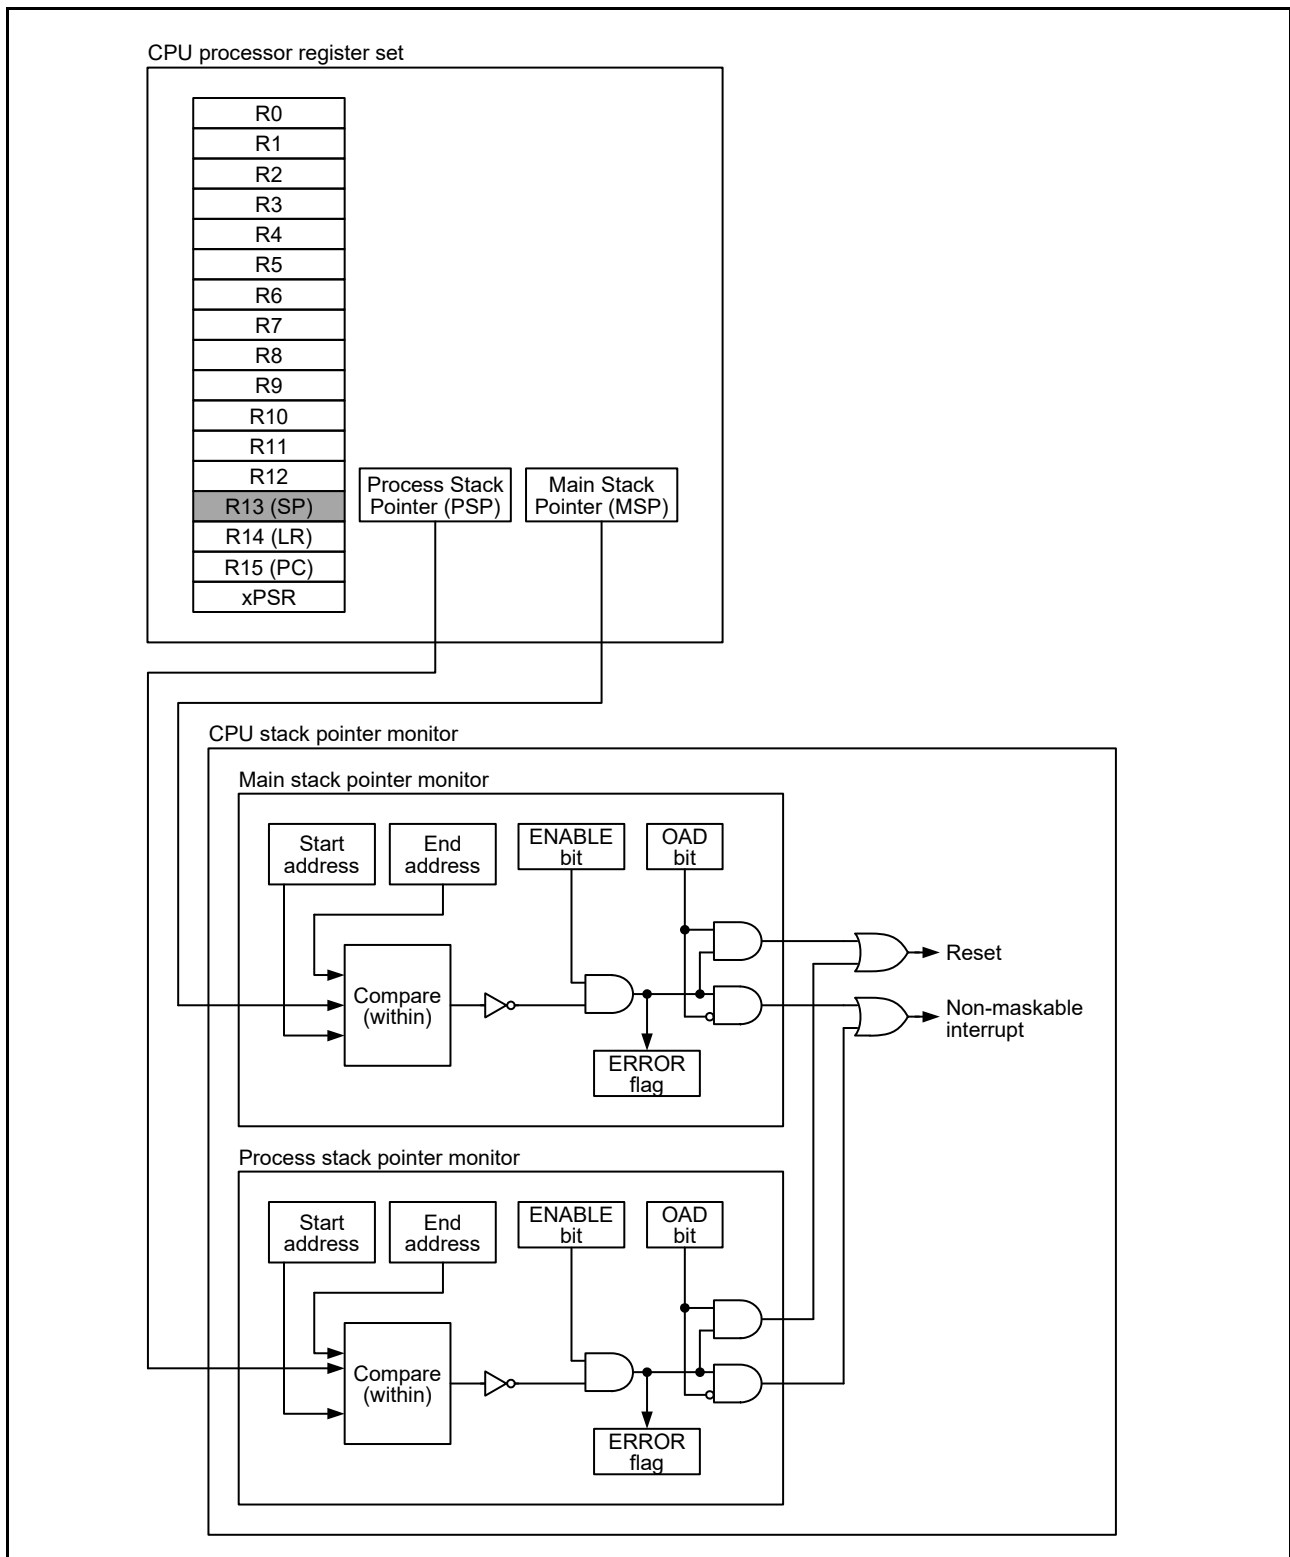 CPU processor register set
R0
R1
R2
R3
R4
R5
R6
R7
R8
R9
R10
R11
R12
R13 (SP)
R14 (LR)
R15 (PC)
xPSR
Process Stack
Pointer (PSP)
Main Stack
Pointer (MSP)
CPU stack pointer monitor
Main stack pointer monitor
Start
address
End
address
ENABLE
bit
OAD
bit
Compare
(within)
ERROR
flag
Reset
Non-maskable
interrupt
Process stack pointer monitor
Start
address
End
address
ENABLE
bit
OAD
bit
Compare
(within)
ERROR
flag